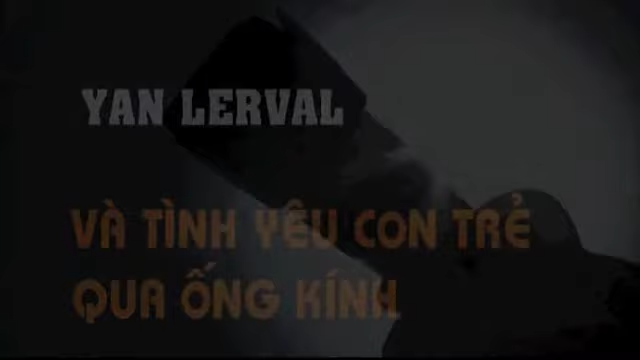 YAN LERVAL
VÀ TÌNH YÊU CON TRẺ
QUA ỐNG KÍNH